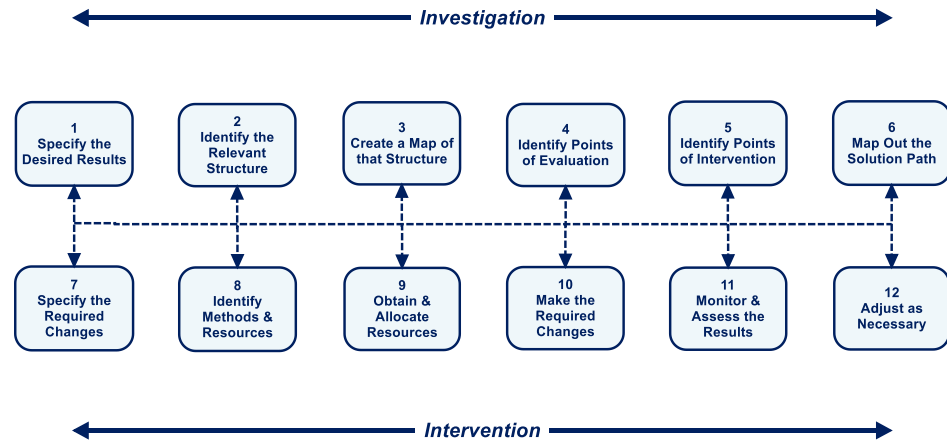 Investigation
1
Specify the
Desired Results
2
Identify the
Relevant
Structure
3
Create a Map of
that Structure
4
Identify Points
of Evaluation
5
Identify Points
of Intervention
6
Map Out the
Solution Path
7
Specify the
Required
Changes
8
Identify
Methods &
Resources
9
Obtain &
Allocate
Resources
10
Make the
Required
Changes
11
Monitor &
Assess the
Results
12
Adjust as
Necessary
Intervention